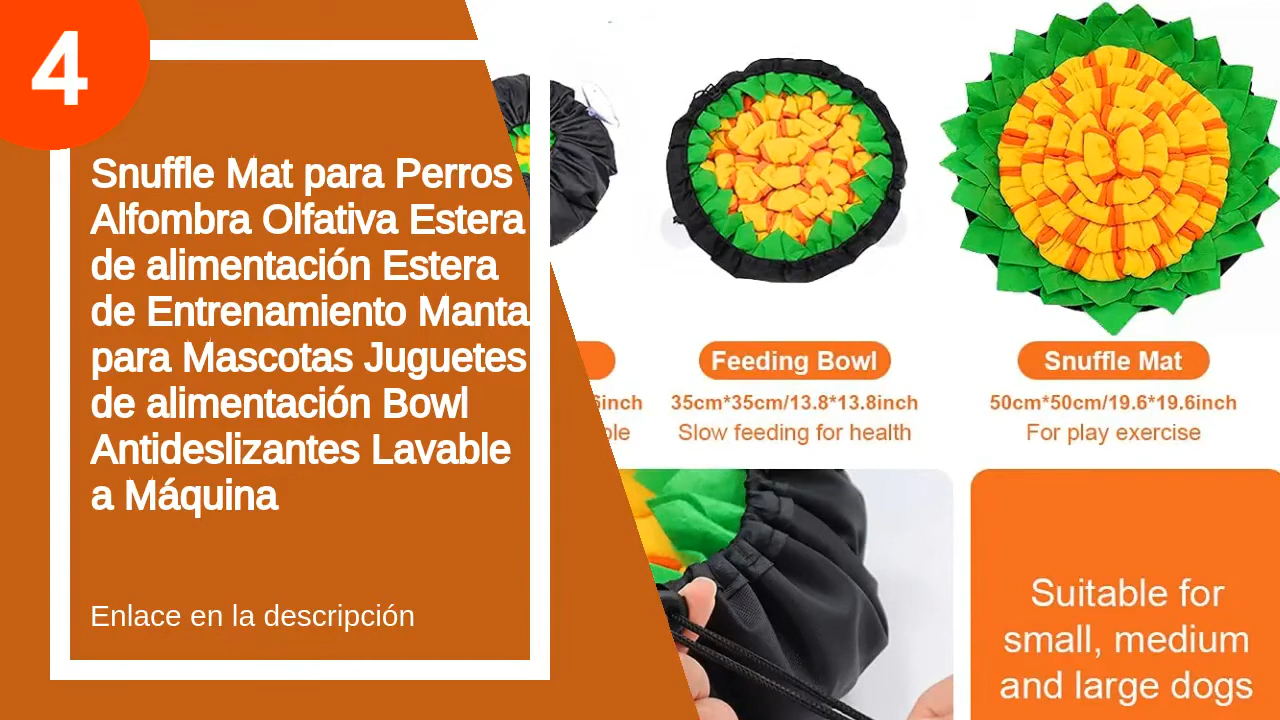 4
Snuffle Mat para Perros
Alfombra Olfativa Estera
de alimentación Estera
de Entrenamiento Manta
para Mascotas Juguetes
de alimentación Bowl
Antideslizantes Lavable
a Máquina
Enlace en la descripción
Feeding Bowl
35cm*35cm/13.8*13.8inch
Slow feeding for health
Snuffle Mat
50cm*50cm/19.6*19.6inch
For play exercise
Suitable for
small, medium
and large dogs